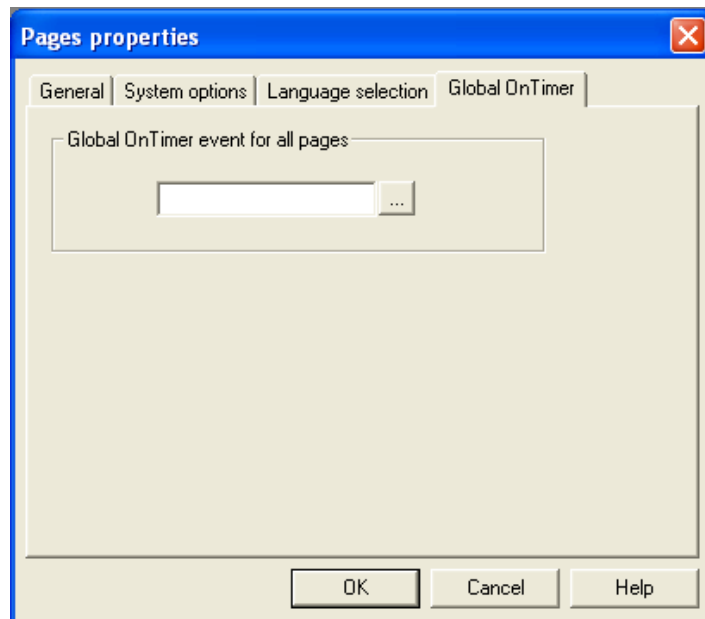 Pages properties
General System options Language selection Global OnTimer
Global OnTimer event for all pages
...
OK Cancel Help